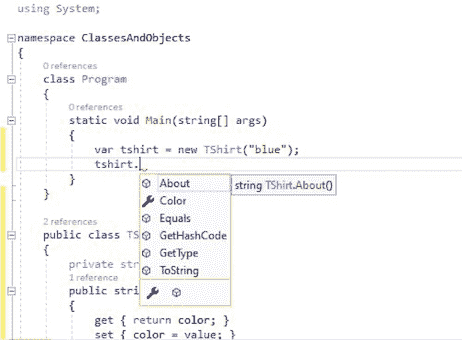 using System;
namespace ClassesAndObjects
{
0 references
class Program
{
0 references
static void Main(string[] args)
{
var tshirt = new TShirt("blue");
tshirt.
About
string TShirt.About()
Color
Equals
GetHashCode
GetType
ToString
}
}
2 references
public class TS
{
private str
1 reference
public strin
{
get { return color; }
set { color = value; }